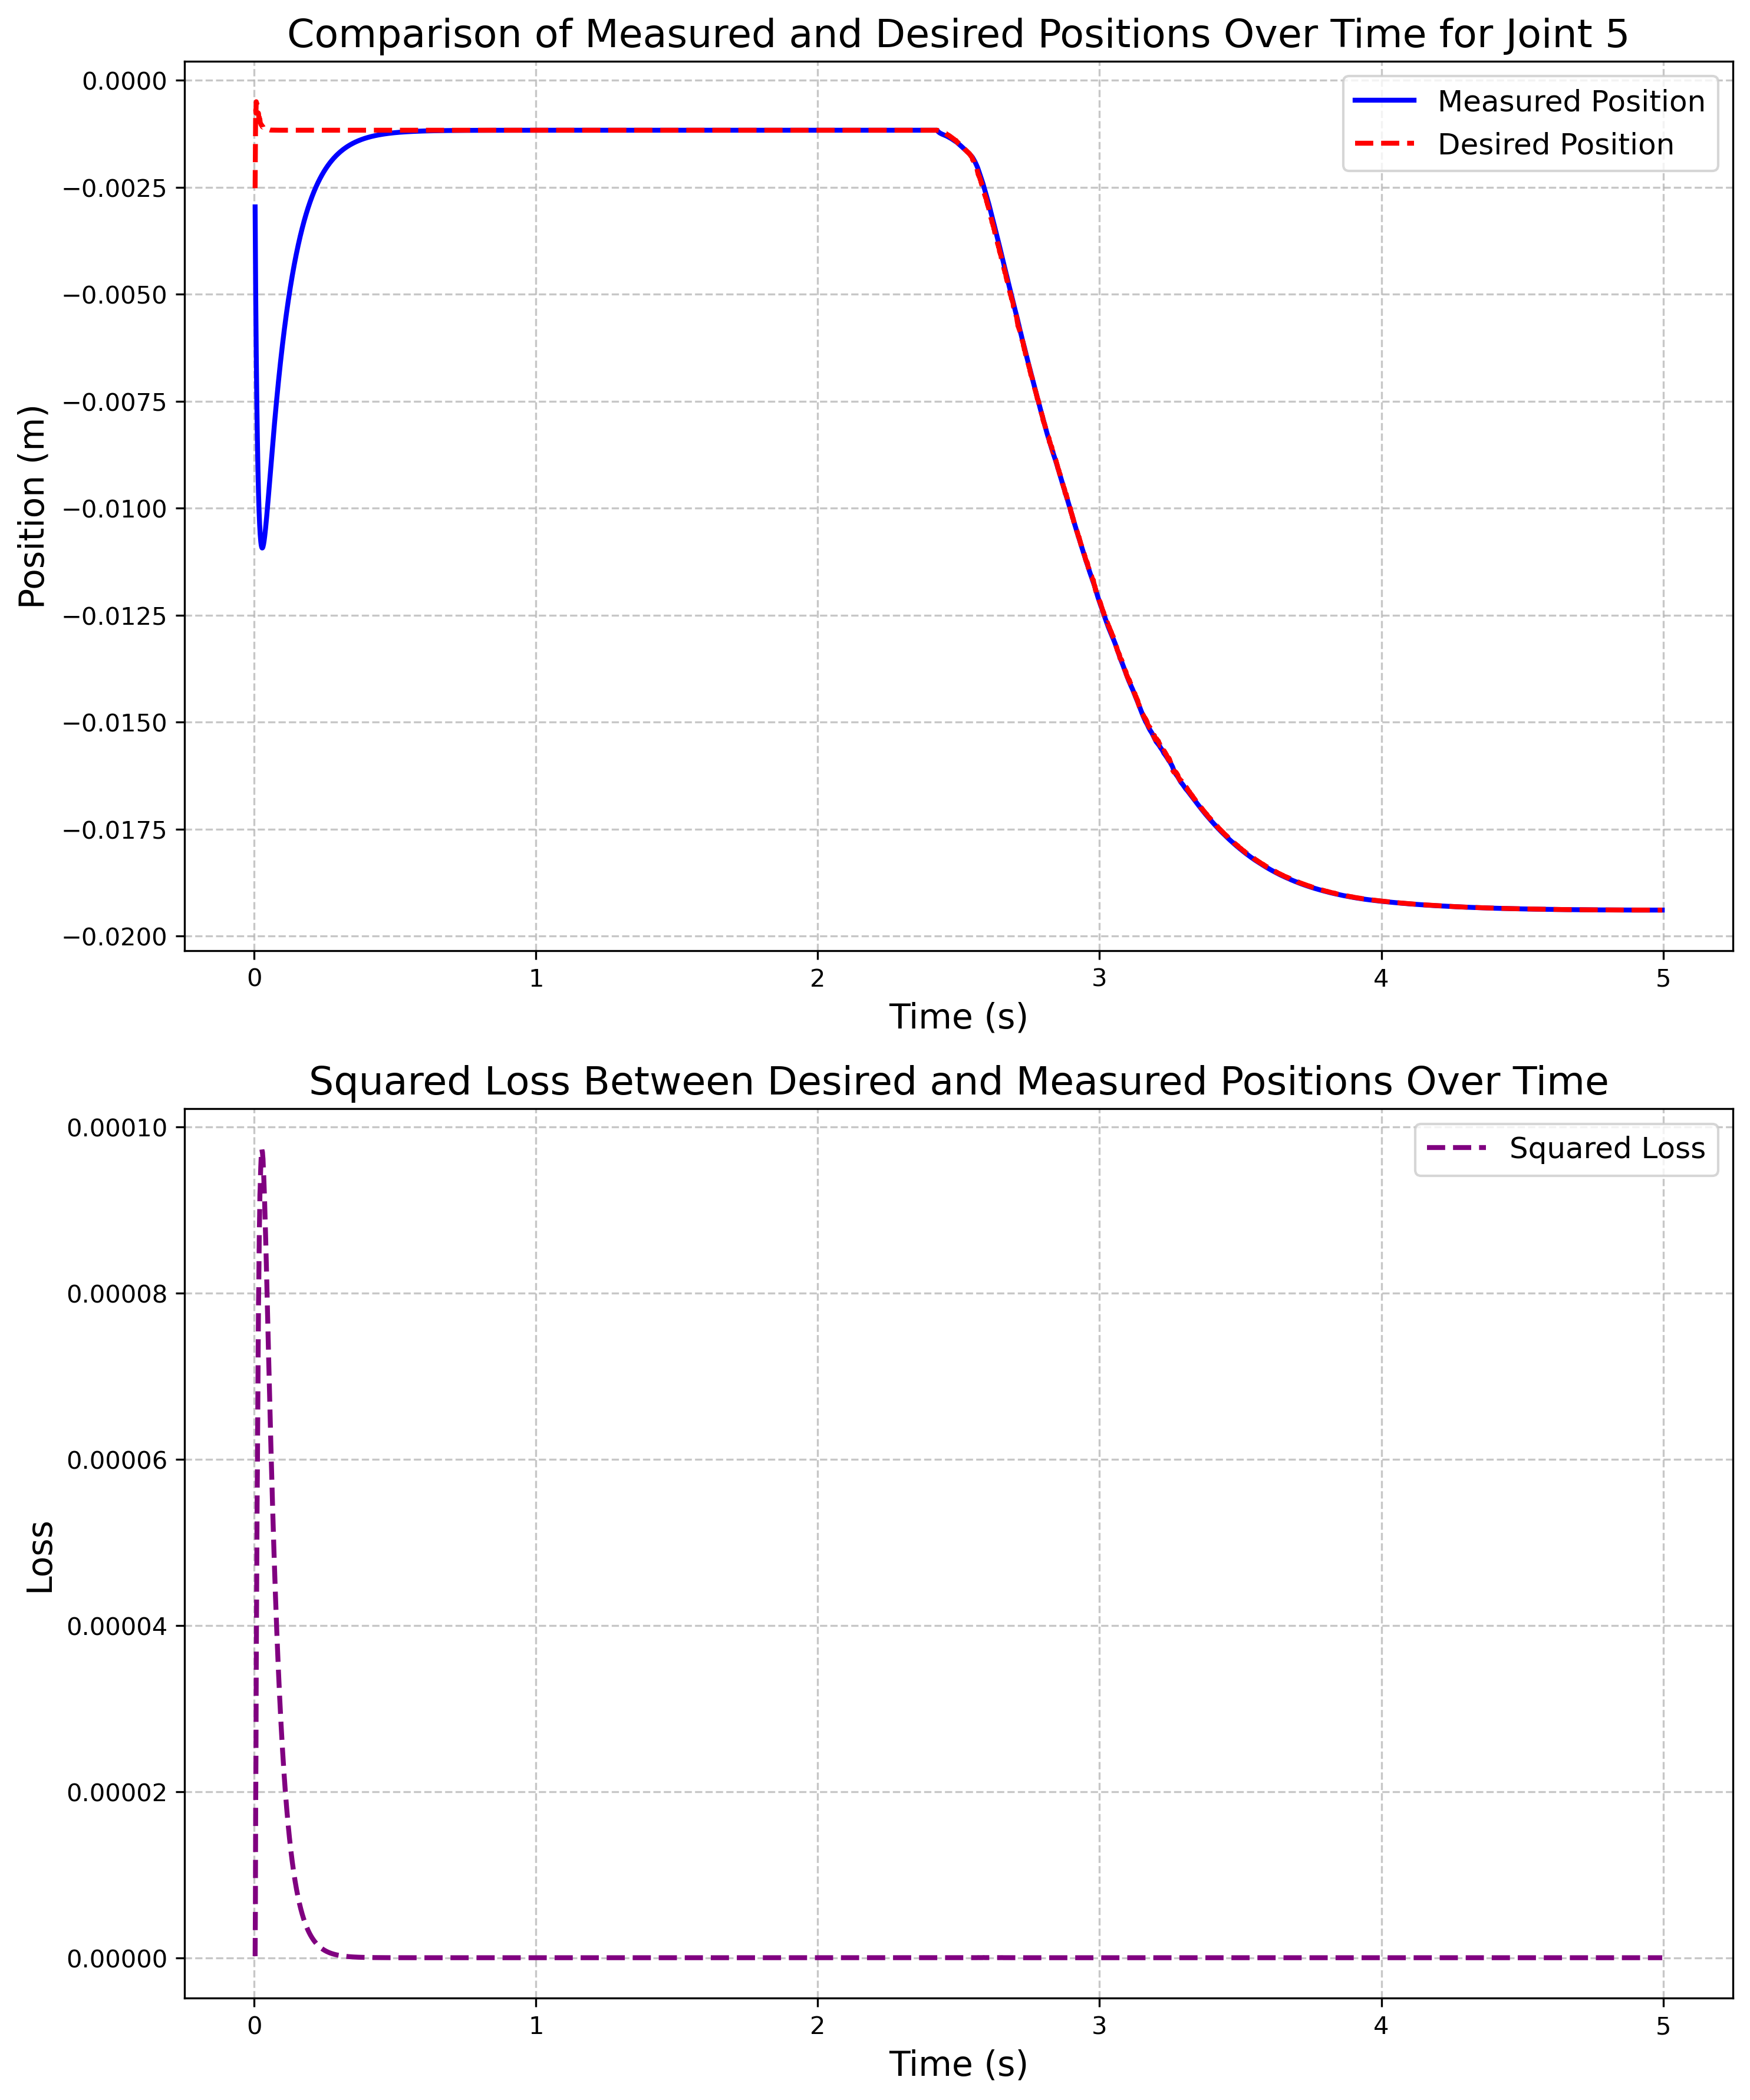 Comparison of Measured and Desired Positions Over Time for Joint 5
0.0000
−0.0025
−0.0050
−0.0075
−0.0100
−0.0125
−0.0150
−0.0175
−0.0200
Position (m)
Measured Position
Desired Position
0 1 2 3 4 5
Time (s)
Squared Loss Between Desired and Measured Positions Over Time
0.00010
0.00008
0.00006
0.00004
0.00002
0.00000
Loss
Squared Loss
0 1 2 3 4 5
Time (s)